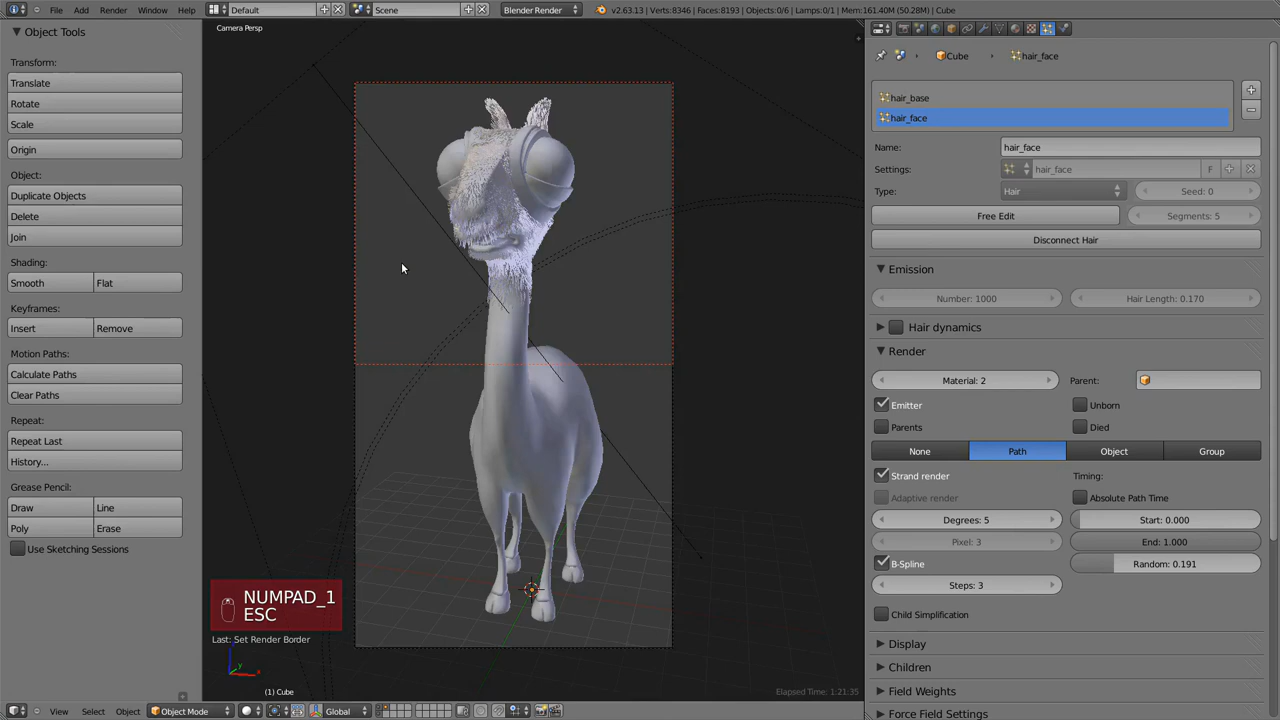 File Add Render Window Help Default Scene Blender Render v2.63.13 | Verts:8346 | Faces:8193 | Objects:0/6 | Lamps:0/1 | Mem:161.40M (50.28M) | Cube
Object Tools
Transform:
Translate
Rotate
Scale
Origin
Object:
Duplicate Objects
Delete
Join
Shading:
Smooth Flat
Keyframes:
Insert Remove
Motion Paths:
Calculate Paths
Clear Paths
Repeat:
Repeat Last
History...
Grease Pencil:
Draw Line
Poly Erase
Use Sketching Sessions
Camera Persp
NUMPAD_1
ESC
Last: Set Render Border
z
y
x
(1) Cube
Elapsed Time: 1:21:35
View Select Object Object Mode Global
Cube hair_face
hair_base
hair_face
Name: hair_face
Settings: hair_face F
Type: Hair Seed: 0
Free Edit Segments: 5
Disconnect Hair
Emission
Number: 1000 Hair Length: 0.170
Hair dynamics
Render
Material: 2 Parent:
Emitter Unborn
Parents Died
None Path Object Group
Strand render Timing:
Adaptive render Absolute Path Time
Degrees: 5 Start: 0.000
Pixel: 3 End: 1.000
B-Spline Random: 0.191
Steps: 3
Child Simplification
Display
Children
Field Weights
Force Field Settings